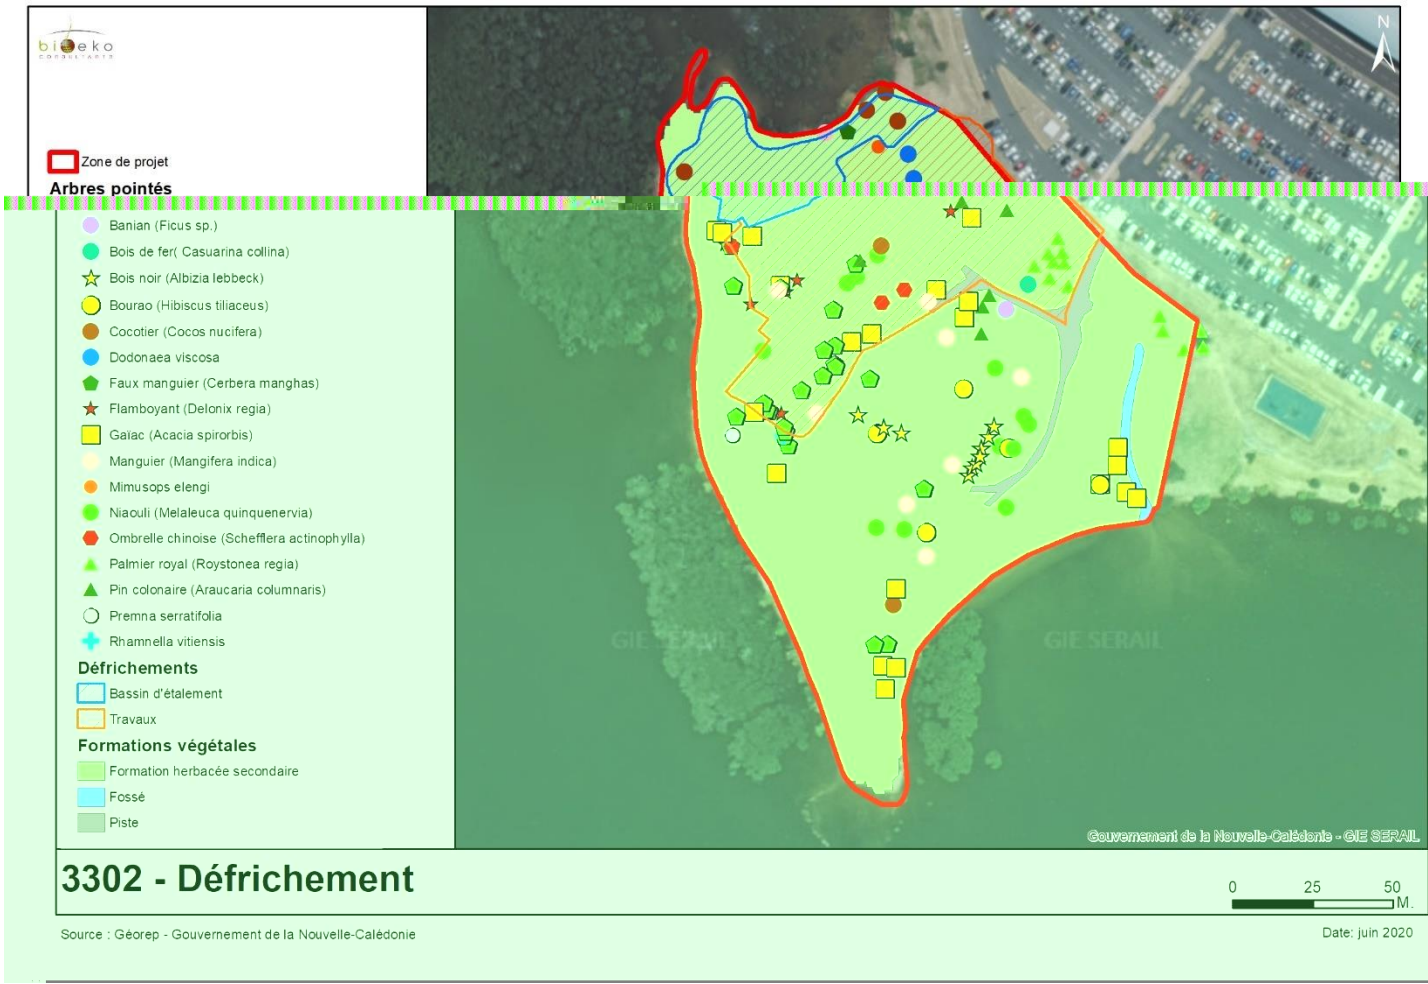 bioeko
CONSULTANTS
N
Zone de projet
Arbres pointés
Banian (Ficus sp.)
Bois de fer( Casuarina collina)
Bois noir (Albizia lebbeck)
Bourao (Hibiscus tiliaceus)
Cocotier (Cocos nucifera)
Dodonaea viscosa
Faux manguier (Cerbera manghas)
Flamboyant (Delonix regia)
Gaïac (Acacia spirorbis)
Manguier (Mangifera indica)
Mimusops elengi
Niaouli (Melaleuca quinquenervia)
Ombrelle chinoise (Schefflera actinophylla)
Palmier royal (Roystonea regia)
Pin colonaire (Araucaria columnaris)
Premna serratifolia
Rhamnella vitiensis
Défrichements
Bassin d'étalement
Travaux
Formations végétales
Formation herbacée secondaire
Fossé
Piste
GIE SERAIL
GIE SERAIL
Gouvernement de la Nouvelle-Calédonie - GIE SERAIL
3302 - Défrichement
0 25 50
M.
Source : Géorep - Gouvernement de la Nouvelle-Calédonie
Date: juin 2020